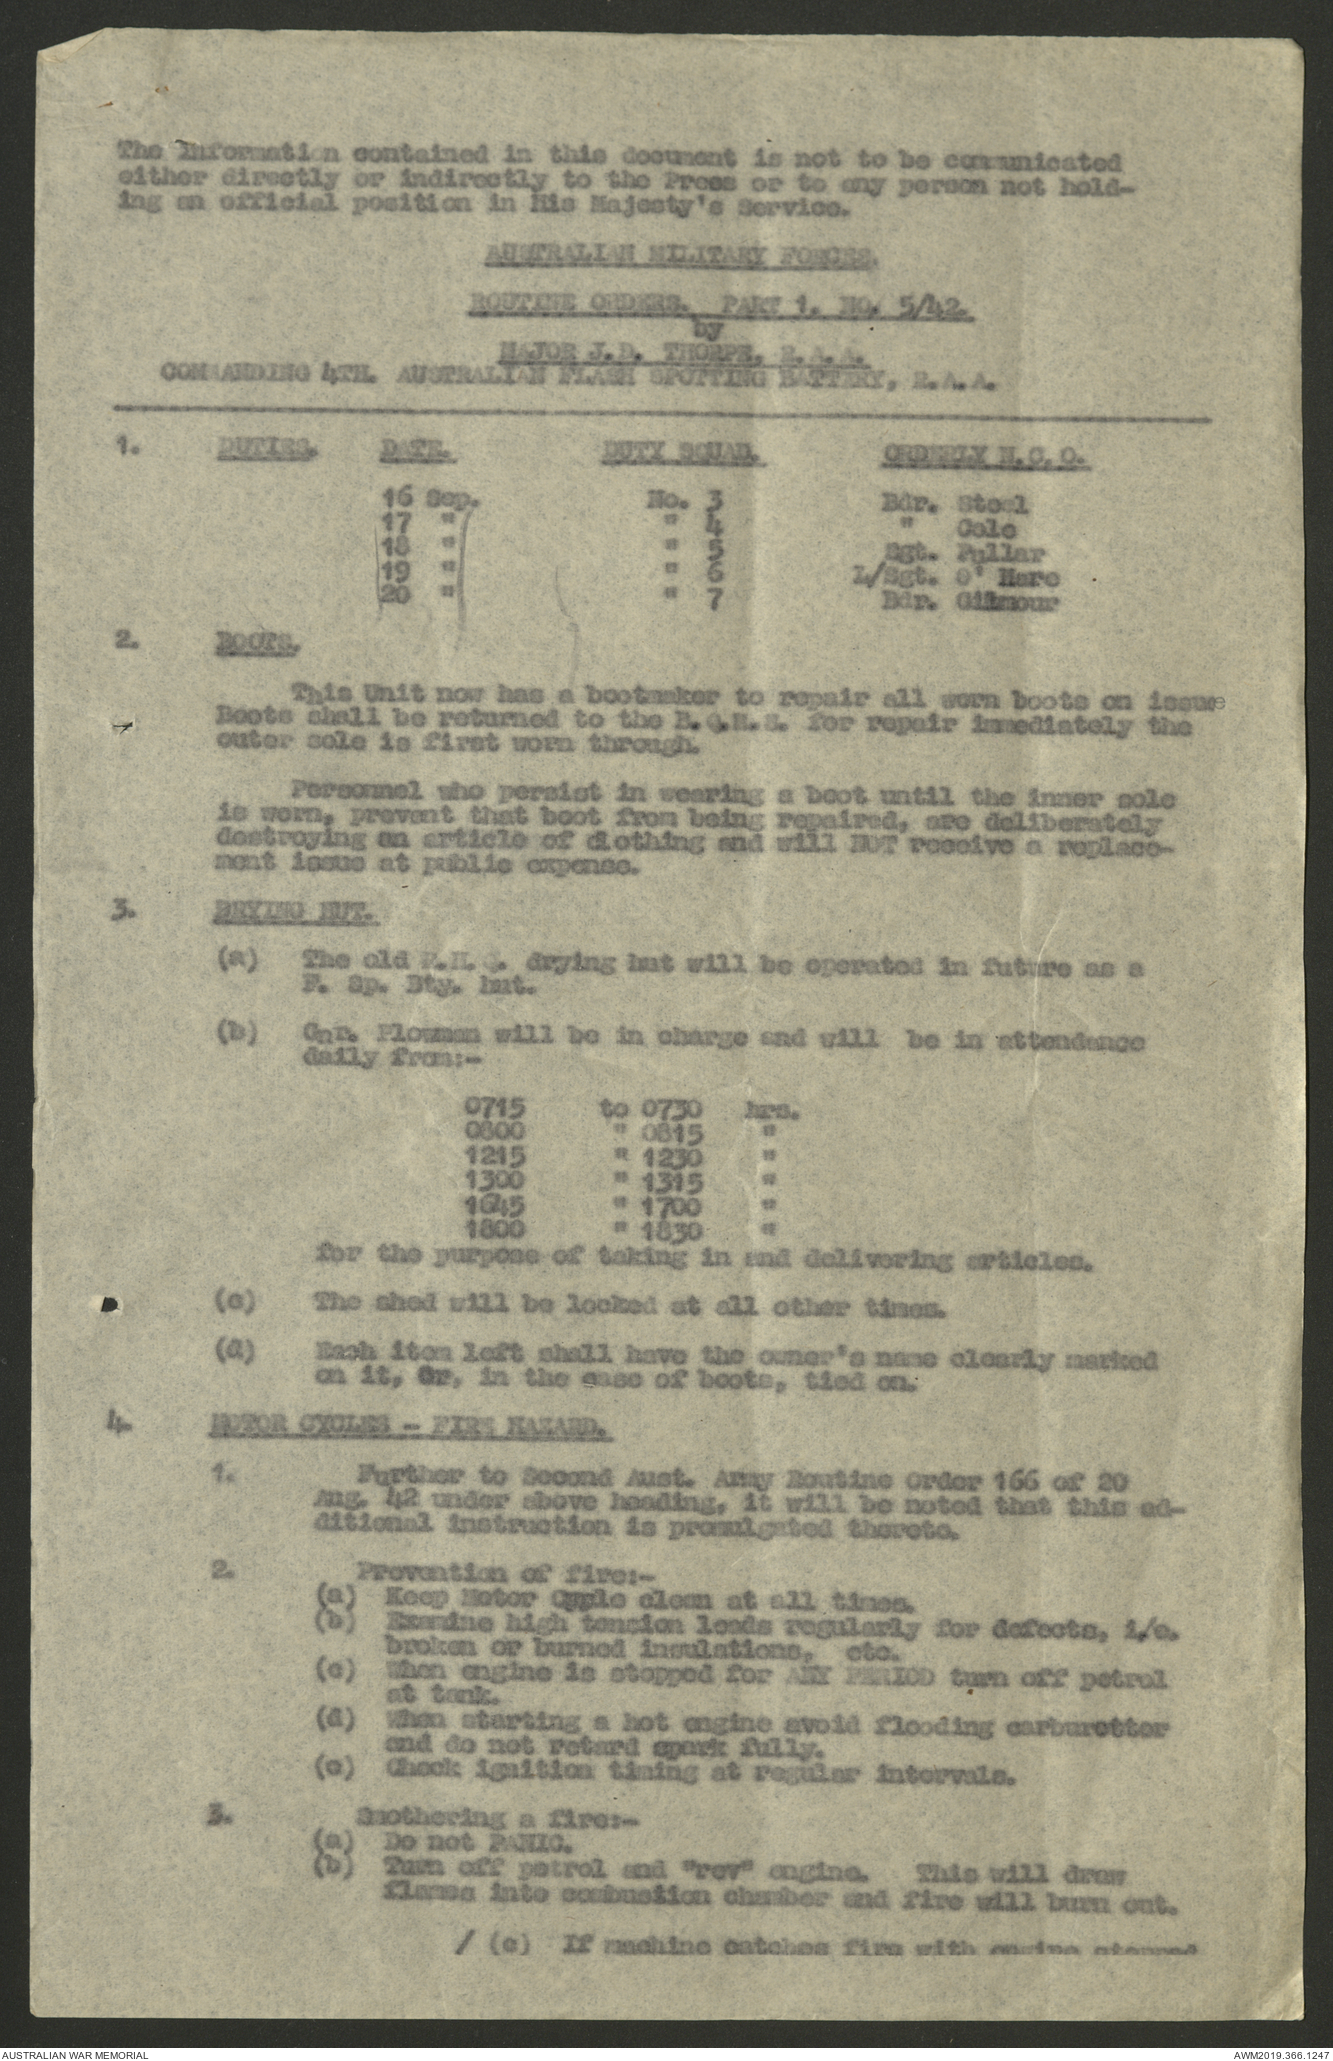 The Information contained in this document is not to be communicated
either directly or indirectly to the Press or to any person not hold-
ing an official position in His Majesty's Service.
AUSTRALIAN MILITARY FORCES.
ROUTINE ORDERS. PART 1. NO. 5/42.
by
MAJOR J.D. THORPE, R.A.A.
COMMANDING 4TH. AUSTRALIAN FLASH SPOTTING BATTERY, R.A.A.
1. DUTIES. DATE. DUTY SQUAD. ORDERLY N.C.O.
16 Sep. No. 3 Bdr. Steel
17 " " 4 " Cole
18 " " 5 Sgt. Pullar
19 " " 6 L/Sgt. O' Hare
20 " " 7 Bdr. Gilmour
2. BOOTS.
This Unit now has a bootmaker to repair all worn boots on issue
Boots shall be returned to the B.Q.M.S. for repair immediately the
outer sole is first worn through.
Personnel who persist in wearing a boot until the inner sole
is worn, prevent that boot from being repaired, are deliberately
destroying an article of clothing and will NOT receive a replace-
ment issue at public expense.
3. DRYING HUT.
(a) The old R.H.Q. drying hut will be operated in future as a
F. Sp. Bty. hut.
(b) Gnr. Plowman will be in charge and will be in attendance
daily from:-
0715 to 0730 hrs.
0800 " 0815 "
1215 " 1230 "
1300 " 1315 "
1645 " 1700 "
1800 " 1830 "
for the purpose of taking in and delivering articles.
(c) The shed will be locked at all other times.
(d) Each item left shall have the owner's name clearly marked
on it, Or, in the case of boots, tied on.
4. MOTOR CYCLES - FIRE HAZARD.
1. Further to Second Aust. Army Routine Order 166 of 20
Aug. 42 under above heading, it will be noted that this ad-
ditional instruction is promulgated thereto.
2. Prevention of fire:-
(a) Keep Motor Cycle clean at all times.
(b) Examine high tension leads regularly for defects, i/e.
broken or burned insulations, etc.
(c) When engine is stopped for ANY PERIOD turn off petrol
at tank.
(d) When starting a hot engine avoid flooding carburettor
and do not retard spark fully.
(e) Check ignition timing at regular intervals.
3. Smothering a fire:-
(a) Do not PANIC.
(b) Turn off petrol and "rev" engine. This will draw
flames into combustion chamber and fire will burn out.
/ (c) If machine catches fire with engine stopped
AUSTRALIAN WAR MEMORIAL
AWM2019.366.1247